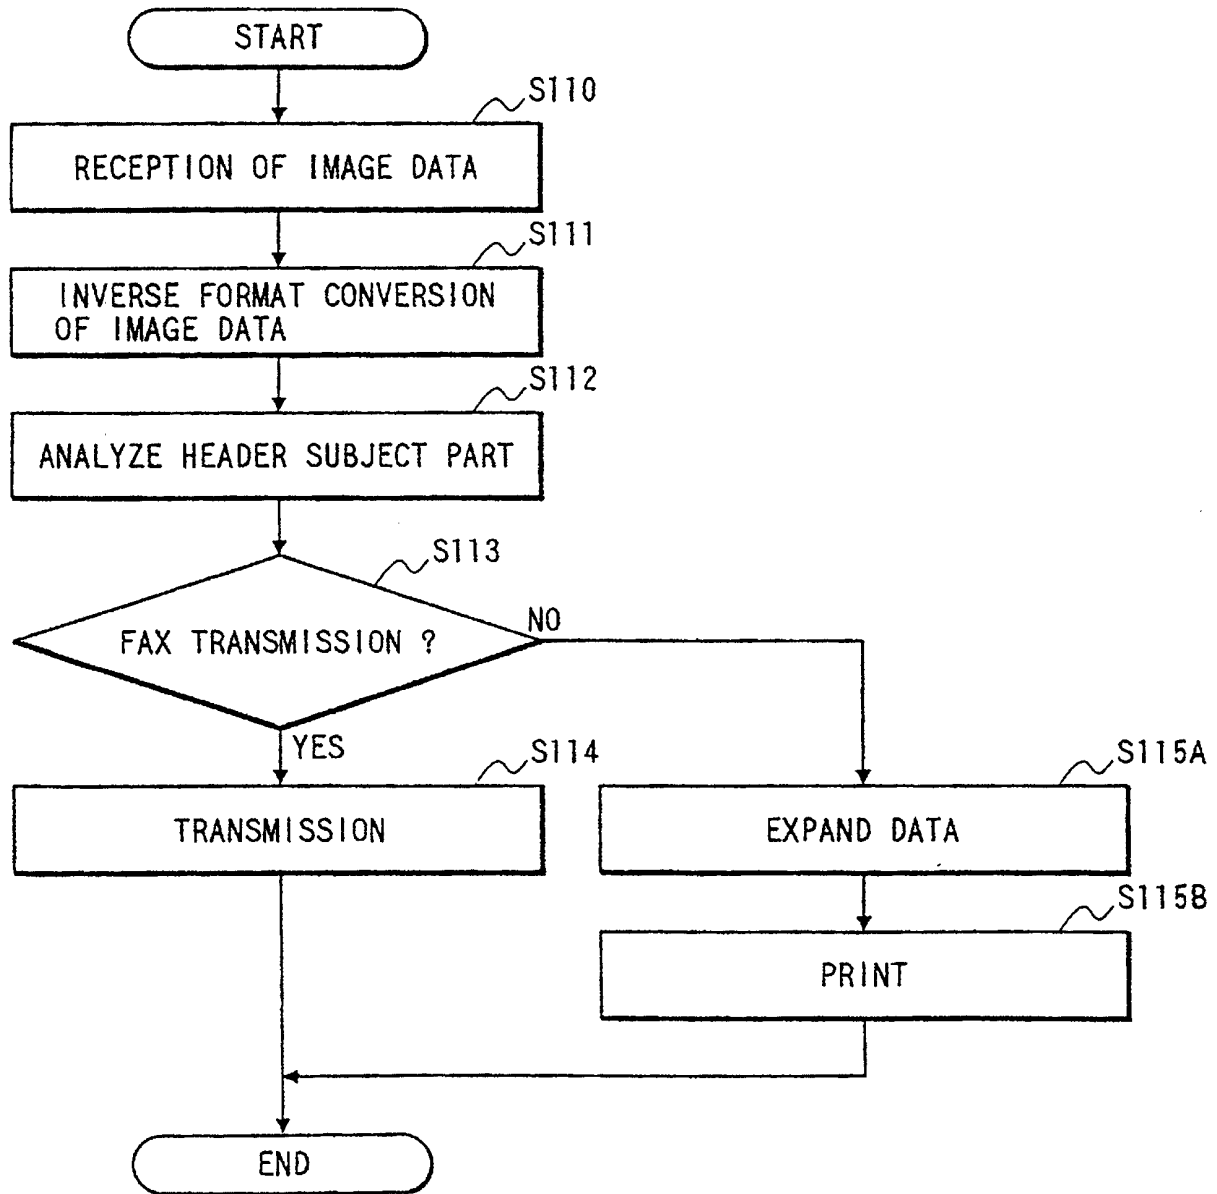 START
S110
RECEPTION OF IMAGE DATA
S111
INVERSE FORMAT CONVERSION
OF IMAGE DATA
S112
ANALYZE HEADER SUBJECT PART
S113
FAX TRANSMISSION ?
NO
YES
S114
TRANSMISSION
S115A
EXPAND DATA
S115B
PRINT
END